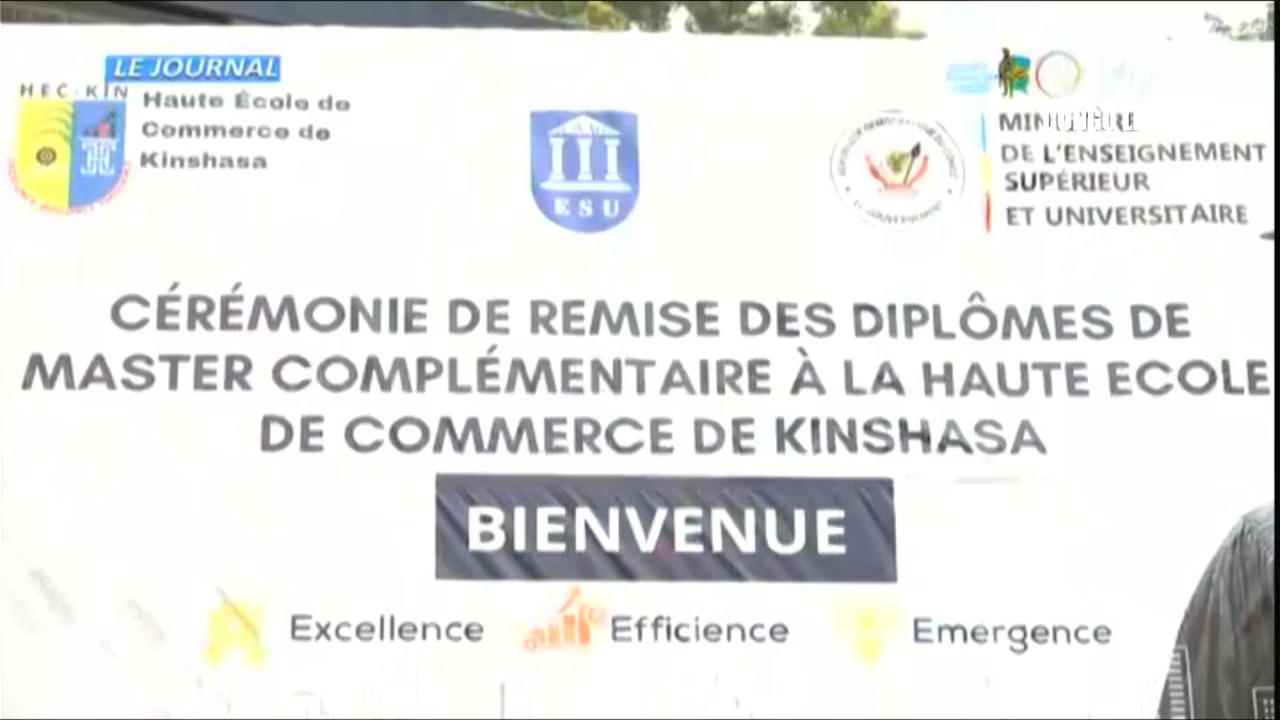 LE JOURNAL
HEC-KIN
Haute École de
Commerce de
Kinshasa
ESU
DE L'ENSEIGNEMENT
SUPÉRIEUR
ET UNIVERSITAIRE
CÉRÉMONIE DE REMISE DES DIPLÔMES DE
MASTER COMPLÉMENTAIRE À LA HAUTE ECOLE
DE COMMERCE DE KINSHASA
BIENVENUE
Excellence
Efficience
Emergence